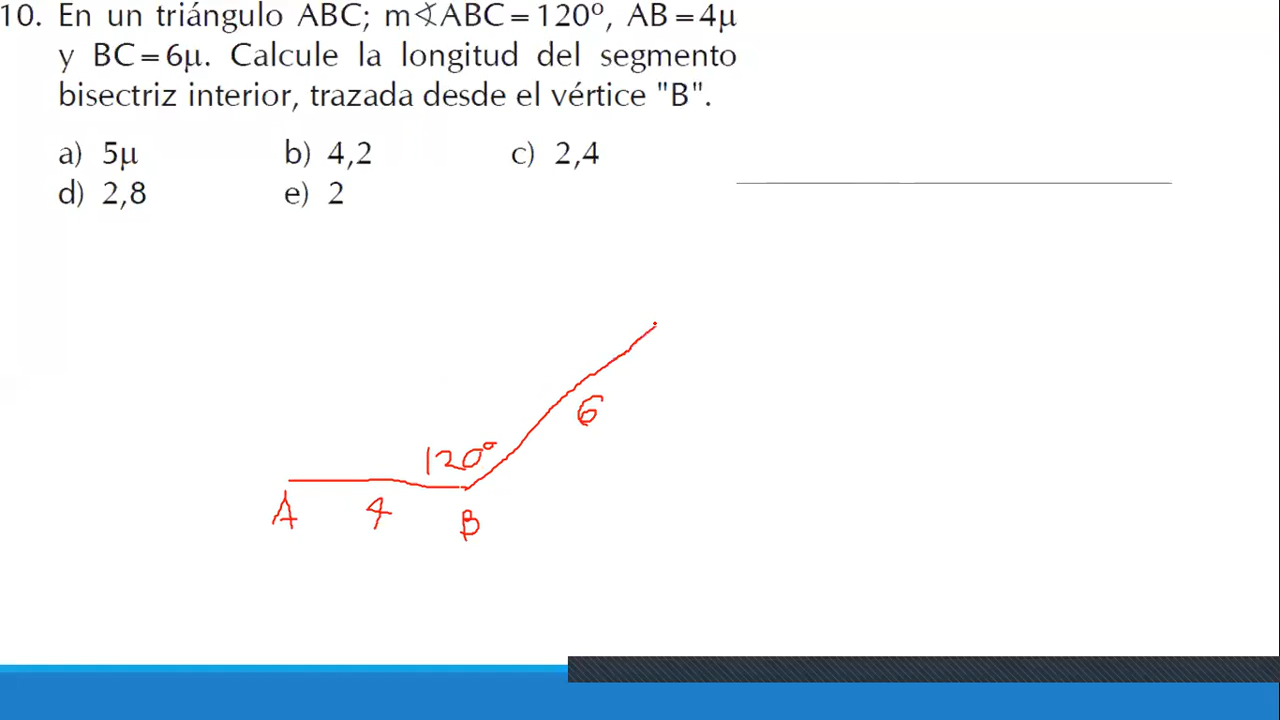 10. En un triángulo ABC; m∢ABC=120º, AB=4μ
y BC=6μ. Calcule la longitud del segmento
bisectriz interior, trazada desde el vértice "B".
a) 5μ b) 4,2 c) 2,4
d) 2,8 e) 2
6
120°
A 4 B